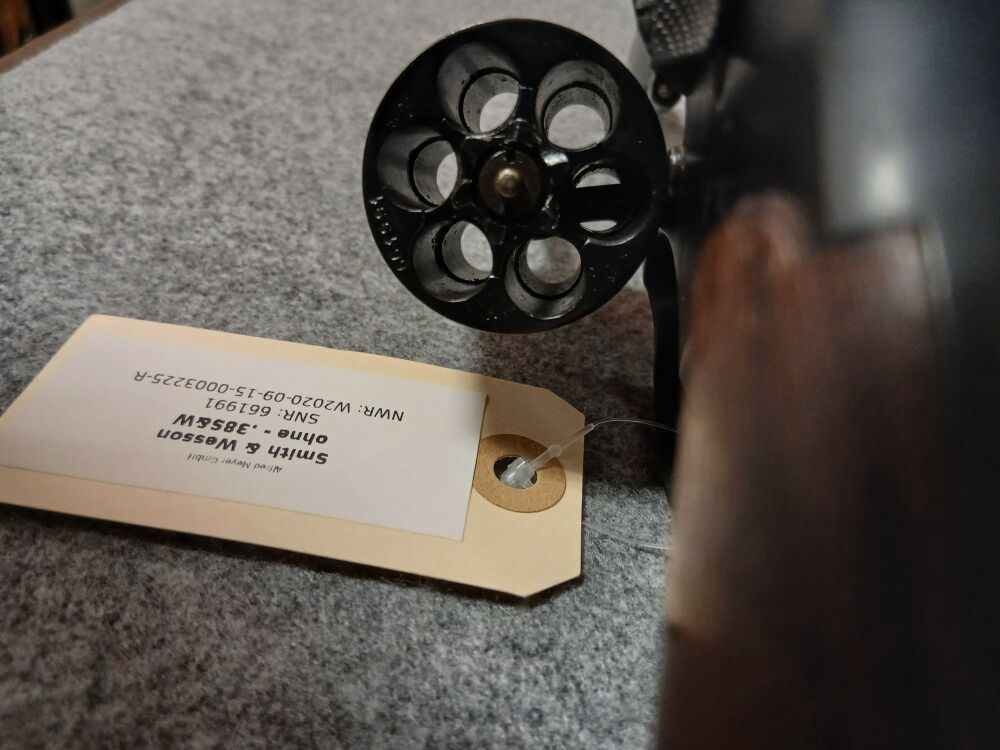 Alfred Meyer GmbH
Smith & Wesson
ohne - .38S&W
SNR: 661991
NWR: W2020-09-15-0003225-R